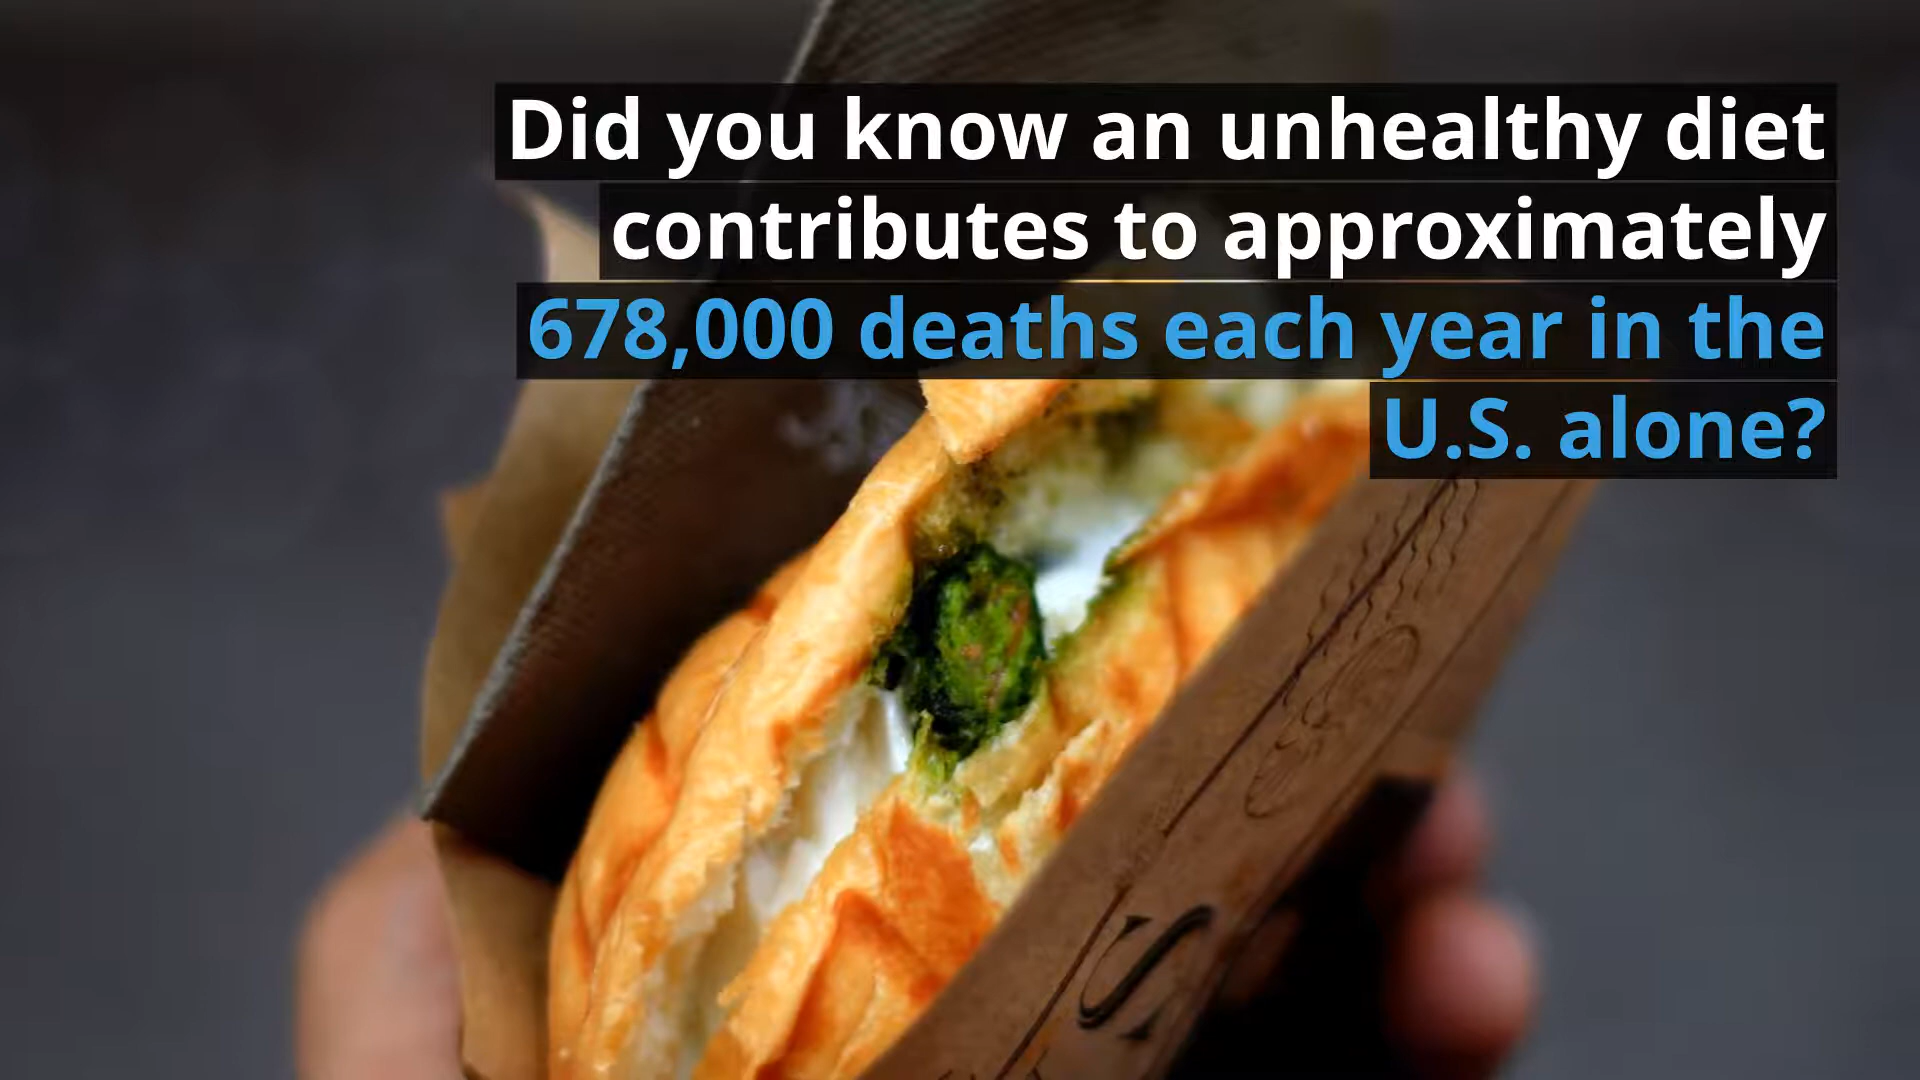 Did you know an unhealthy diet
contributes to approximately
678,000 deaths each year in the
U.S. alone?
S